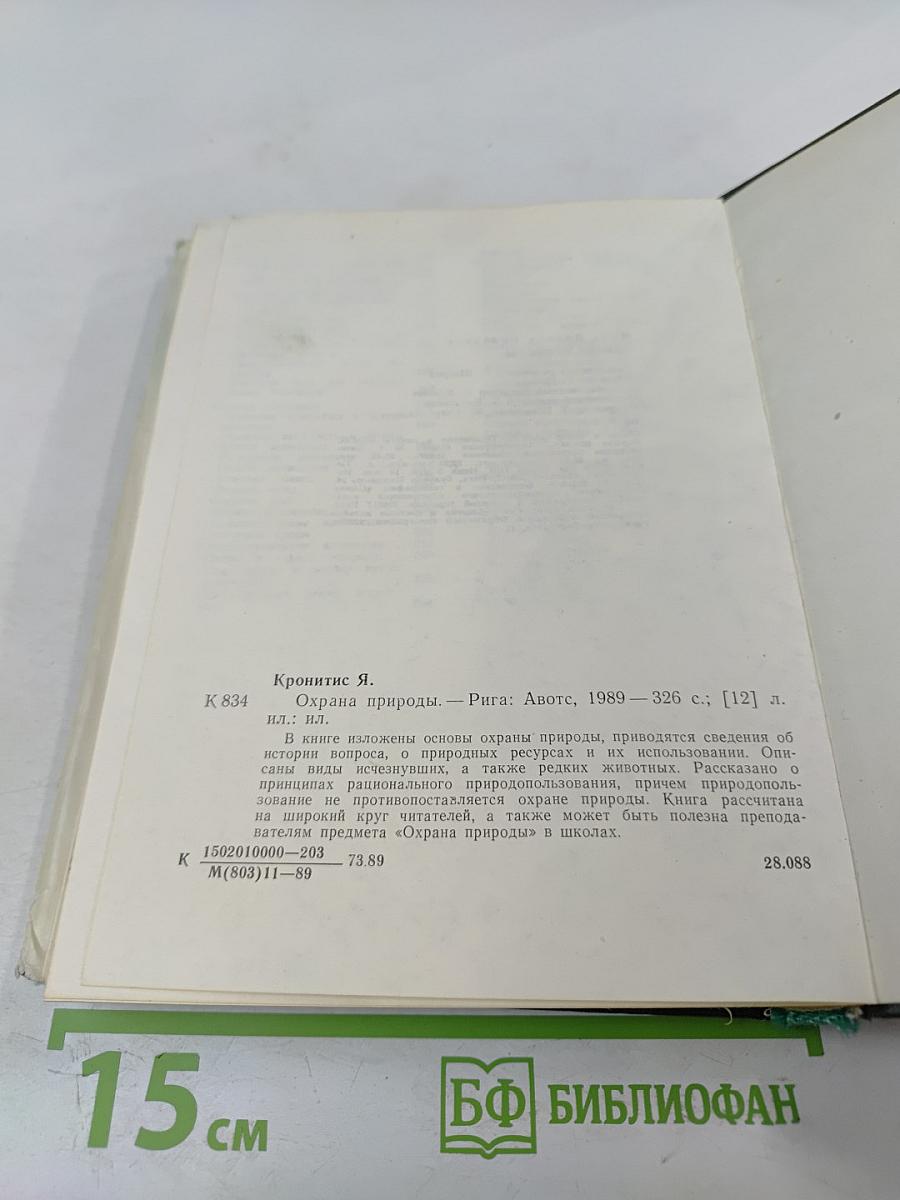 Кронитис Я.
К 834 Охрана природы. — Рига: Авотс, 1989 — 326 с.; [12] л.
ил.: ил.
В книге изложены основы охраны природы, приводятся сведения об
истории вопроса, о природных ресурсах и их использовании. Опи-
саны виды исчезнувших, а также редких животных. Рассказано о
принципах рационального природопользования, причем природополь-
зование не противопоставляется охране природы. Книга рассчитана
на широкий круг читателей, а также может быть полезна препода-
вателям предмета «Охрана природы» в школах.
К 1502010000—203 73.89 28.088
М(803)11—89
15 см
БФ БИБЛИОФАН